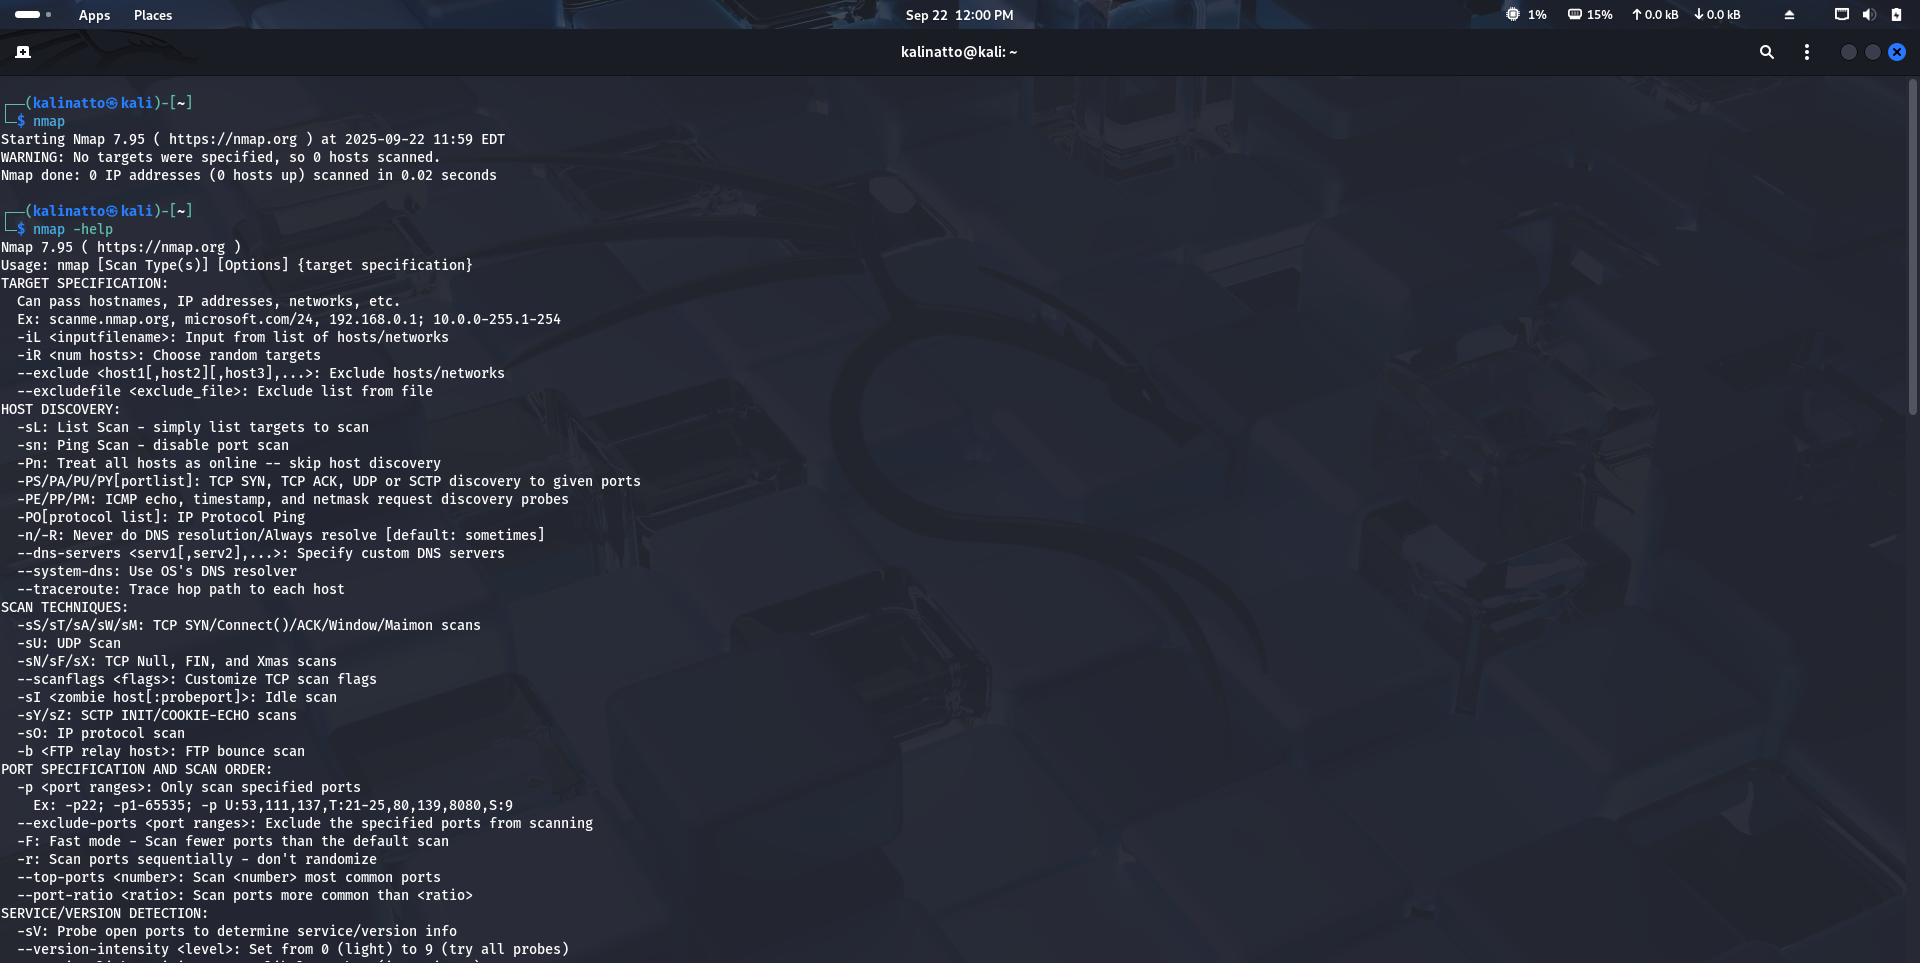 Apps Places Sep 22 12:00 PM 1% 15% 0.0 kB 0.0 kB
kalinatto@kali: ~
┌──(kalinatto㉿kali)-[~]
└─$ nmap
Starting Nmap 7.95 ( https://nmap.org ) at 2025-09-22 11:59 EDT
WARNING: No targets were specified, so 0 hosts scanned.
Nmap done: 0 IP addresses (0 hosts up) scanned in 0.02 seconds
┌──(kalinatto㉿kali)-[~]
└─$ nmap -help
Nmap 7.95 ( https://nmap.org )
Usage: nmap [Scan Type(s)] [Options] {target specification}
TARGET SPECIFICATION:
  Can pass hostnames, IP addresses, networks, etc.
  Ex: scanme.nmap.org, microsoft.com/24, 192.168.0.1; 10.0.0-255.1-254
  -iL <inputfilename>: Input from list of hosts/networks
  -iR <num hosts>: Choose random targets
  --exclude <host1[,host2][,host3],...>: Exclude hosts/networks
  --excludefile <exclude_file>: Exclude list from file
HOST DISCOVERY:
  -sL: List Scan - simply list targets to scan
  -sn: Ping Scan - disable port scan
  -Pn: Treat all hosts as online -- skip host discovery
  -PS/PA/PU/PY[portlist]: TCP SYN, TCP ACK, UDP or SCTP discovery to given ports
  -PE/PP/PM: ICMP echo, timestamp, and netmask request discovery probes
  -PO[protocol list]: IP Protocol Ping
  -n/-R: Never do DNS resolution/Always resolve [default: sometimes]
  --dns-servers <serv1[,serv2],...>: Specify custom DNS servers
  --system-dns: Use OS's DNS resolver
  --traceroute: Trace hop path to each host
SCAN TECHNIQUES:
  -sS/sT/sA/sW/sM: TCP SYN/Connect()/ACK/Window/Maimon scans
  -sU: UDP Scan
  -sN/sF/sX: TCP Null, FIN, and Xmas scans
  --scanflags <flags>: Customize TCP scan flags
  -sI <zombie host[:probeport]>: Idle scan
  -sY/sZ: SCTP INIT/COOKIE-ECHO scans
  -sO: IP protocol scan
  -b <FTP relay host>: FTP bounce scan
PORT SPECIFICATION AND SCAN ORDER:
  -p <port ranges>: Only scan specified ports
    Ex: -p22; -p1-65535; -p U:53,111,137,T:21-25,80,139,8080,S:9
  --exclude-ports <port ranges>: Exclude the specified ports from scanning
  -F: Fast mode - Scan fewer ports than the default scan
  -r: Scan ports sequentially - don't randomize
  --top-ports <number>: Scan <number> most common ports
  --port-ratio <ratio>: Scan ports more common than <ratio>
SERVICE/VERSION DETECTION:
  -sV: Probe open ports to determine service/version info
  --version-intensity <level>: Set from 0 (light) to 9 (try all probes)